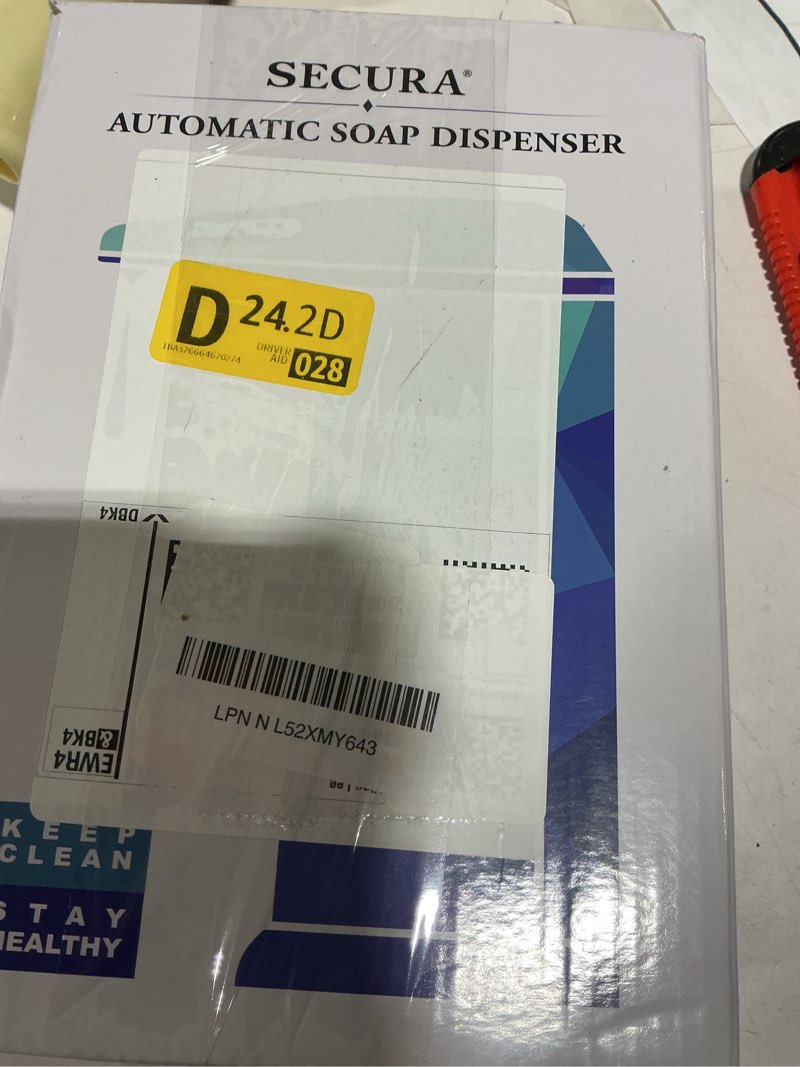 SECURA®
AUTOMATIC SOAP DISPENSER
D 24.2D
DRIVER
AID 028
DBK4
LPN N L52XMY643
&BK4
EWR4
KEEP
CLEAN
STAY
HEALTHY